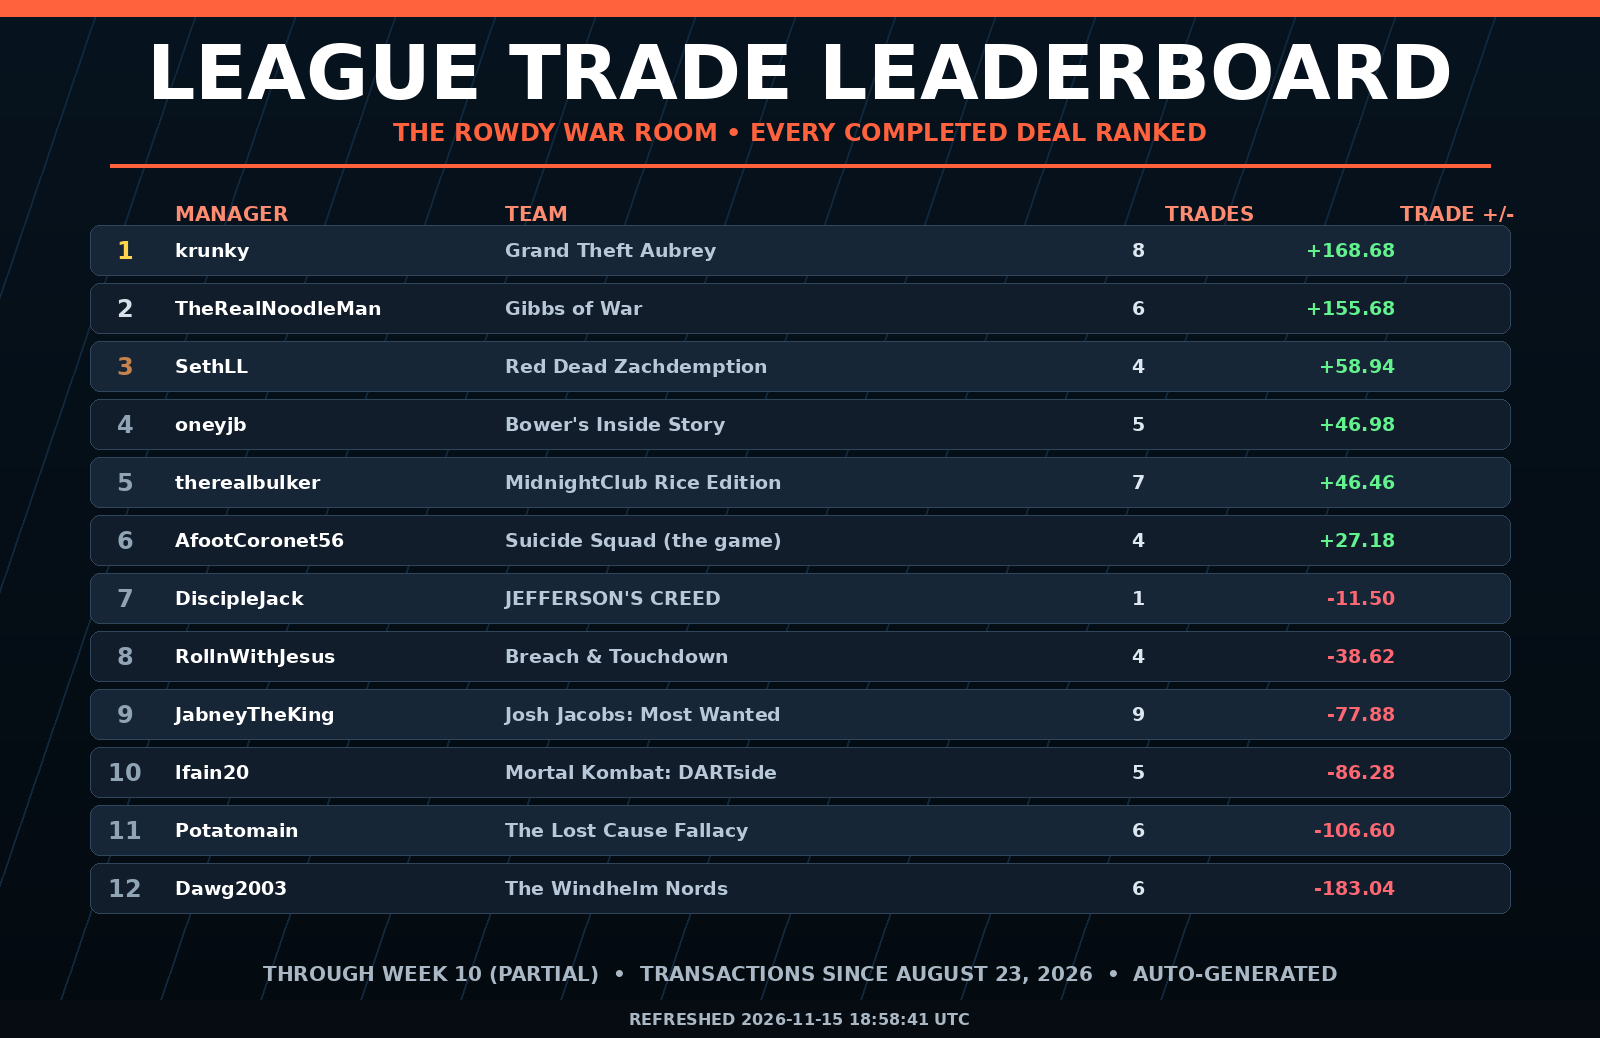 LEAGUE TRADE LEADERBOARD
THE ROWDY WAR ROOM • EVERY COMPLETED DEAL RANKED
MANAGER TEAM TRADES TRADE +/-
1 krunky Grand Theft Aubrey 8 +168.68
2 TheRealNoodleMan Gibbs of War 6 +155.68
3 SethLL Red Dead Zachdemption 4 +58.94
4 oneyjb Bower's Inside Story 5 +46.98
5 therealbulker MidnightClub Rice Edition 7 +46.46
6 AfootCoronet56 Suicide Squad (the game) 4 +27.18
7 DiscipleJack JEFFERSON'S CREED 1 -11.50
8 RollnWithJesus Breach & Touchdown 4 -38.62
9 JabneyTheKing Josh Jacobs: Most Wanted 9 -77.88
10 lfain20 Mortal Kombat: DARTside 5 -86.28
11 Potatomain The Lost Cause Fallacy 6 -106.60
12 Dawg2003 The Windhelm Nords 6 -183.04
THROUGH WEEK 10 (PARTIAL) • TRANSACTIONS SINCE AUGUST 23, 2026 • AUTO-GENERATED
REFRESHED 2026-11-15 18:58:41 UTC